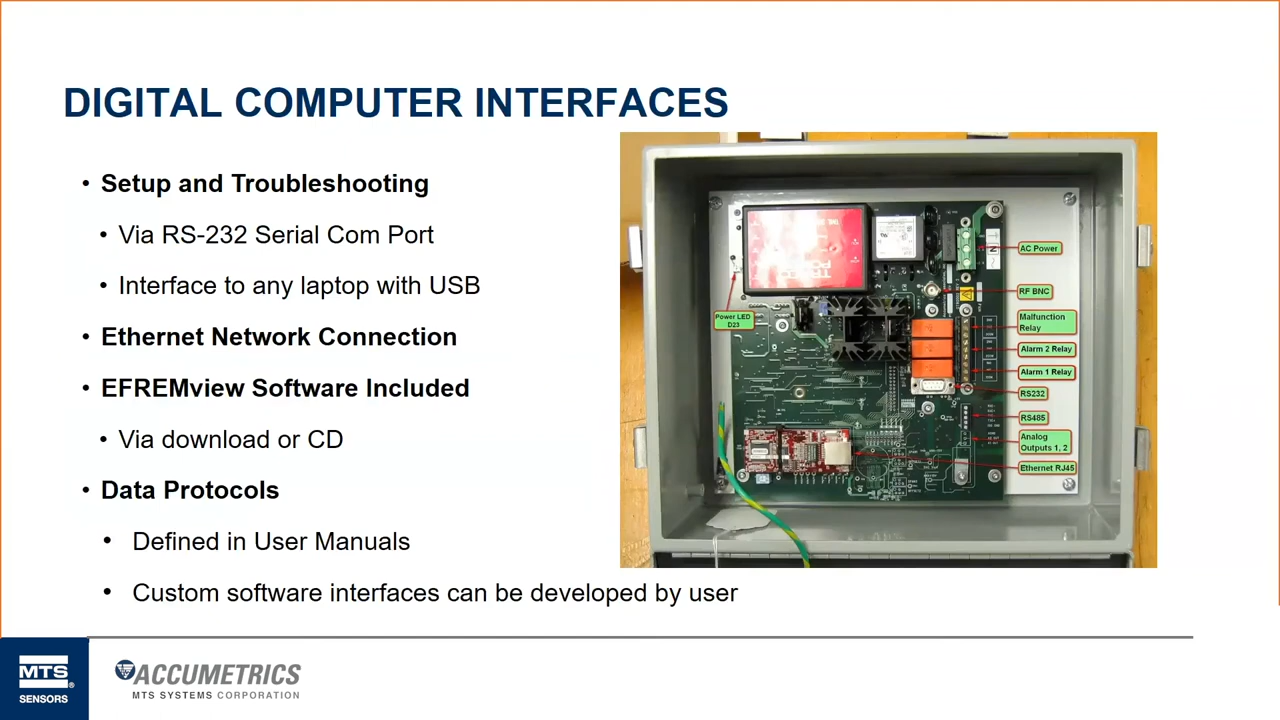 DIGITAL COMPUTER INTERFACES
• Setup and Troubleshooting
• Via RS-232 Serial Com Port
• Interface to any laptop with USB
• Ethernet Network Connection
• EFREMview Software Included
• Via download or CD
• Data Protocols
• Defined in User Manuals
• Custom software interfaces can be developed by user
AC Power
RF BNC
Power LED
D23
Malfunction
Relay
Alarm 2 Relay
Alarm 1 Relay
RS232
RS485
Analog
Outputs 1, 2
Ethernet RJ45
MTS
®
SENSORS
ACCUMETRICS
MTS SYSTEMS CORPORATION